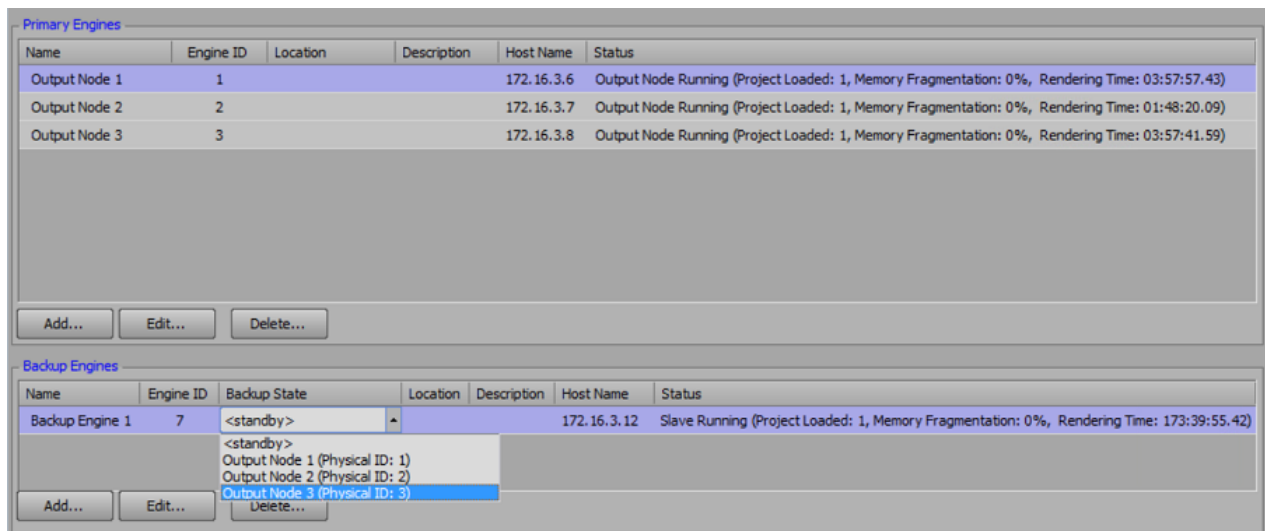 Primary Engines
Name Engine ID Location Description Host Name Status
Output Node 1 1 172.16.3.6 Output Node Running (Project Loaded: 1, Memory Fragmentation: 0%, Rendering Time: 03:57:57.43)
Output Node 2 2 172.16.3.7 Output Node Running (Project Loaded: 1, Memory Fragmentation: 0%, Rendering Time: 01:48:20.09)
Output Node 3 3 172.16.3.8 Output Node Running (Project Loaded: 1, Memory Fragmentation: 0%, Rendering Time: 03:57:41.59)
Add... Edit... Delete...
Backup Engines
Name Engine ID Backup State Location Description Host Name Status
Backup Engine 1 7 <standby> 172.16.3.12 Slave Running (Project Loaded: 1, Memory Fragmentation: 0%, Rendering Time: 173:39:55.42)
<standby>
Output Node 1 (Physical ID: 1)
Output Node 2 (Physical ID: 2)
Output Node 3 (Physical ID: 3)
Add... Edit... Delete...